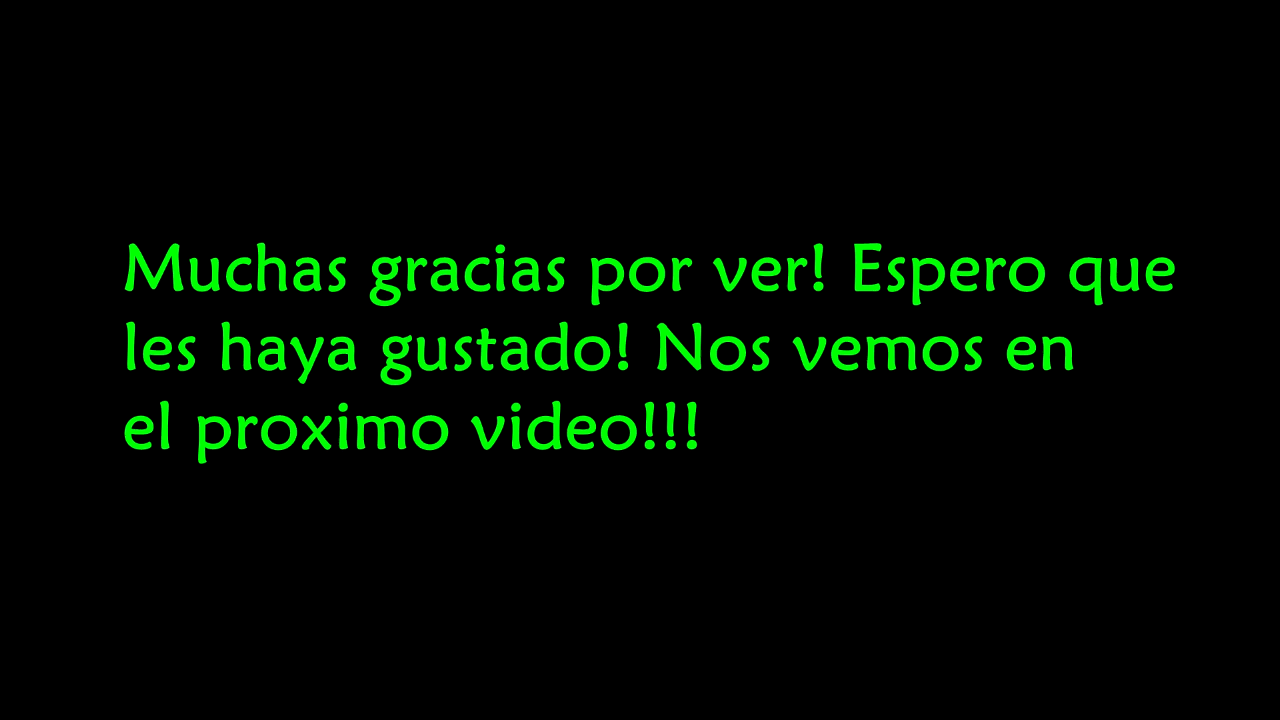 Muchas gracias por ver! Espero que
les haya gustado! Nos vemos en
el proximo video!!!